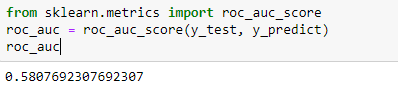 from sklearn.metrics import roc_auc_score
roc_auc = roc_auc_score(y_test, y_predict)
roc_auc
0.5807692307692307